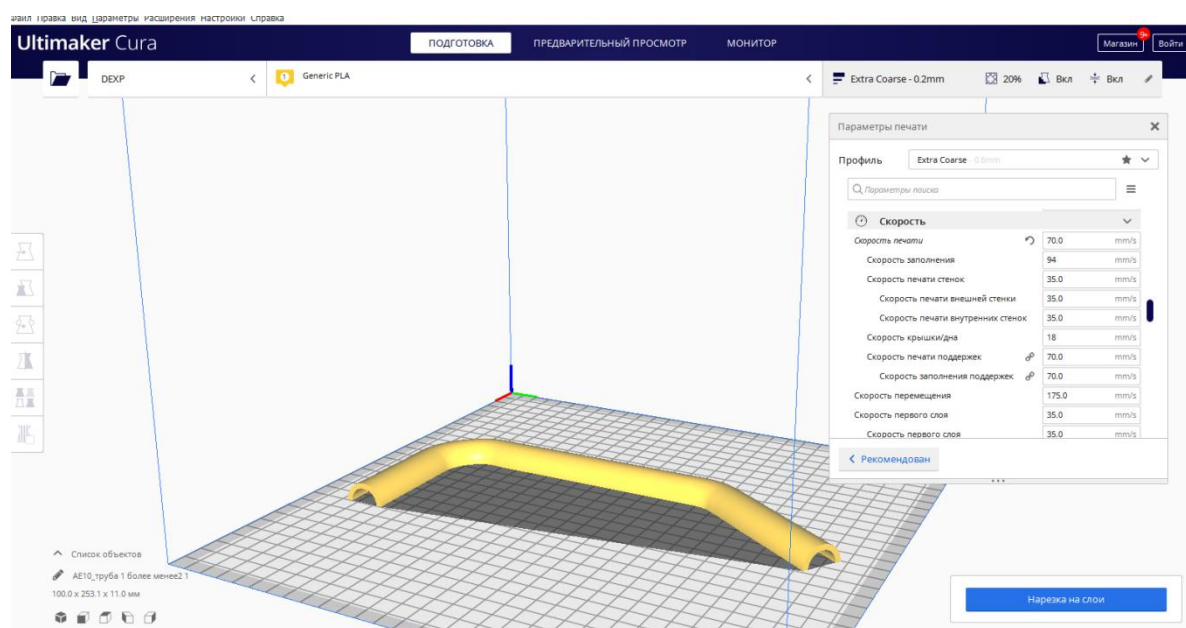 Файл Правка Вид Параметры Расширения Настройки Справка
Ultimaker Cura
ПОДГОТОВКА
ПРЕДВАРИТЕЛЬНЫЙ ПРОСМОТР
МОНИТОР
Магазин
9+
Войти
DEXP
1
Generic PLA
Extra Coarse - 0.2mm
20%
Вкл
Вкл
Параметры печати
Профиль Extra Coarse - 0.6mm
Параметры поиска
Скорость
Скорость печати 70.0 mm/s
Скорость заполнения 94 mm/s
Скорость печати стенок 35.0 mm/s
Скорость печати внешней стенки 35.0 mm/s
Скорость печати внутренних стенок 35.0 mm/s
Скорость крышки/дна 18 mm/s
Скорость печати поддержек 70.0 mm/s
Скорость заполнения поддержек 70.0 mm/s
Скорость перемещения 175.0 mm/s
Скорость первого слоя 35.0 mm/s
Скорость первого слоя 35.0 mm/s
Рекомендован
Список объектов
AE10_труба 1 более менее2 1
100.0 x 253.1 x 11.0 мм
Нарезка на слои